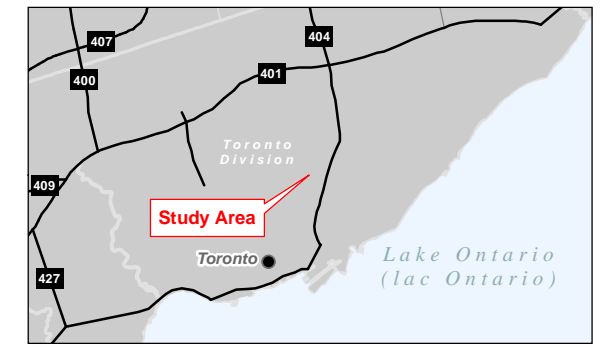 407
404
400
401
Toronto
Division
409
Study Area
Toronto
Lake Ontario
(lac Ontario)
427